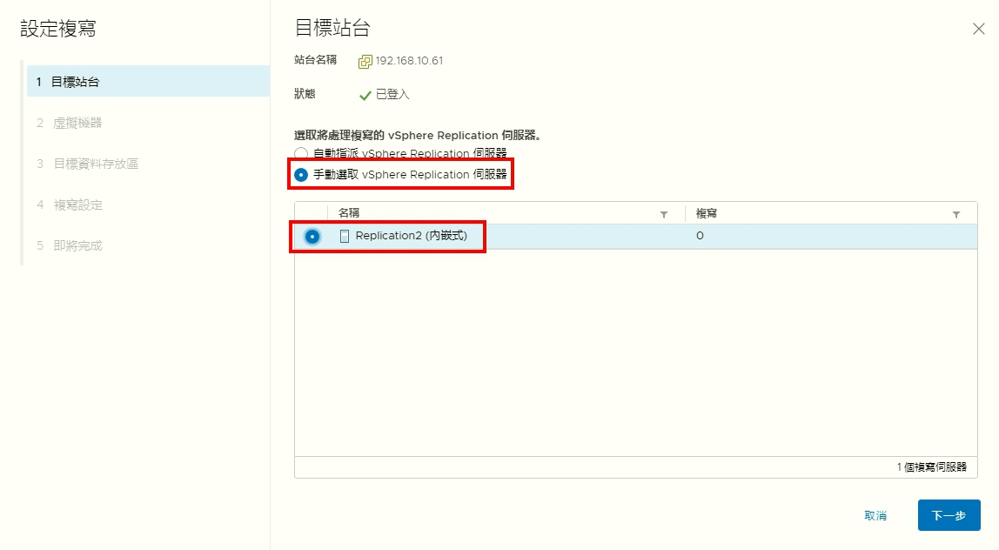 設定複寫
1 目標站台
2 虛擬機器
3 目標資料存放區
4 複寫設定
5 即將完成
目標站台
站台名稱 192.168.10.61
狀態 已登入
選取將處理複寫的 vSphere Replication 伺服器。
自動指派 vSphere Replication 伺服器
手動選取 vSphere Replication 伺服器
名稱 複寫
Replication2 (內嵌式) 0
1 個複寫伺服器
取消 下一步